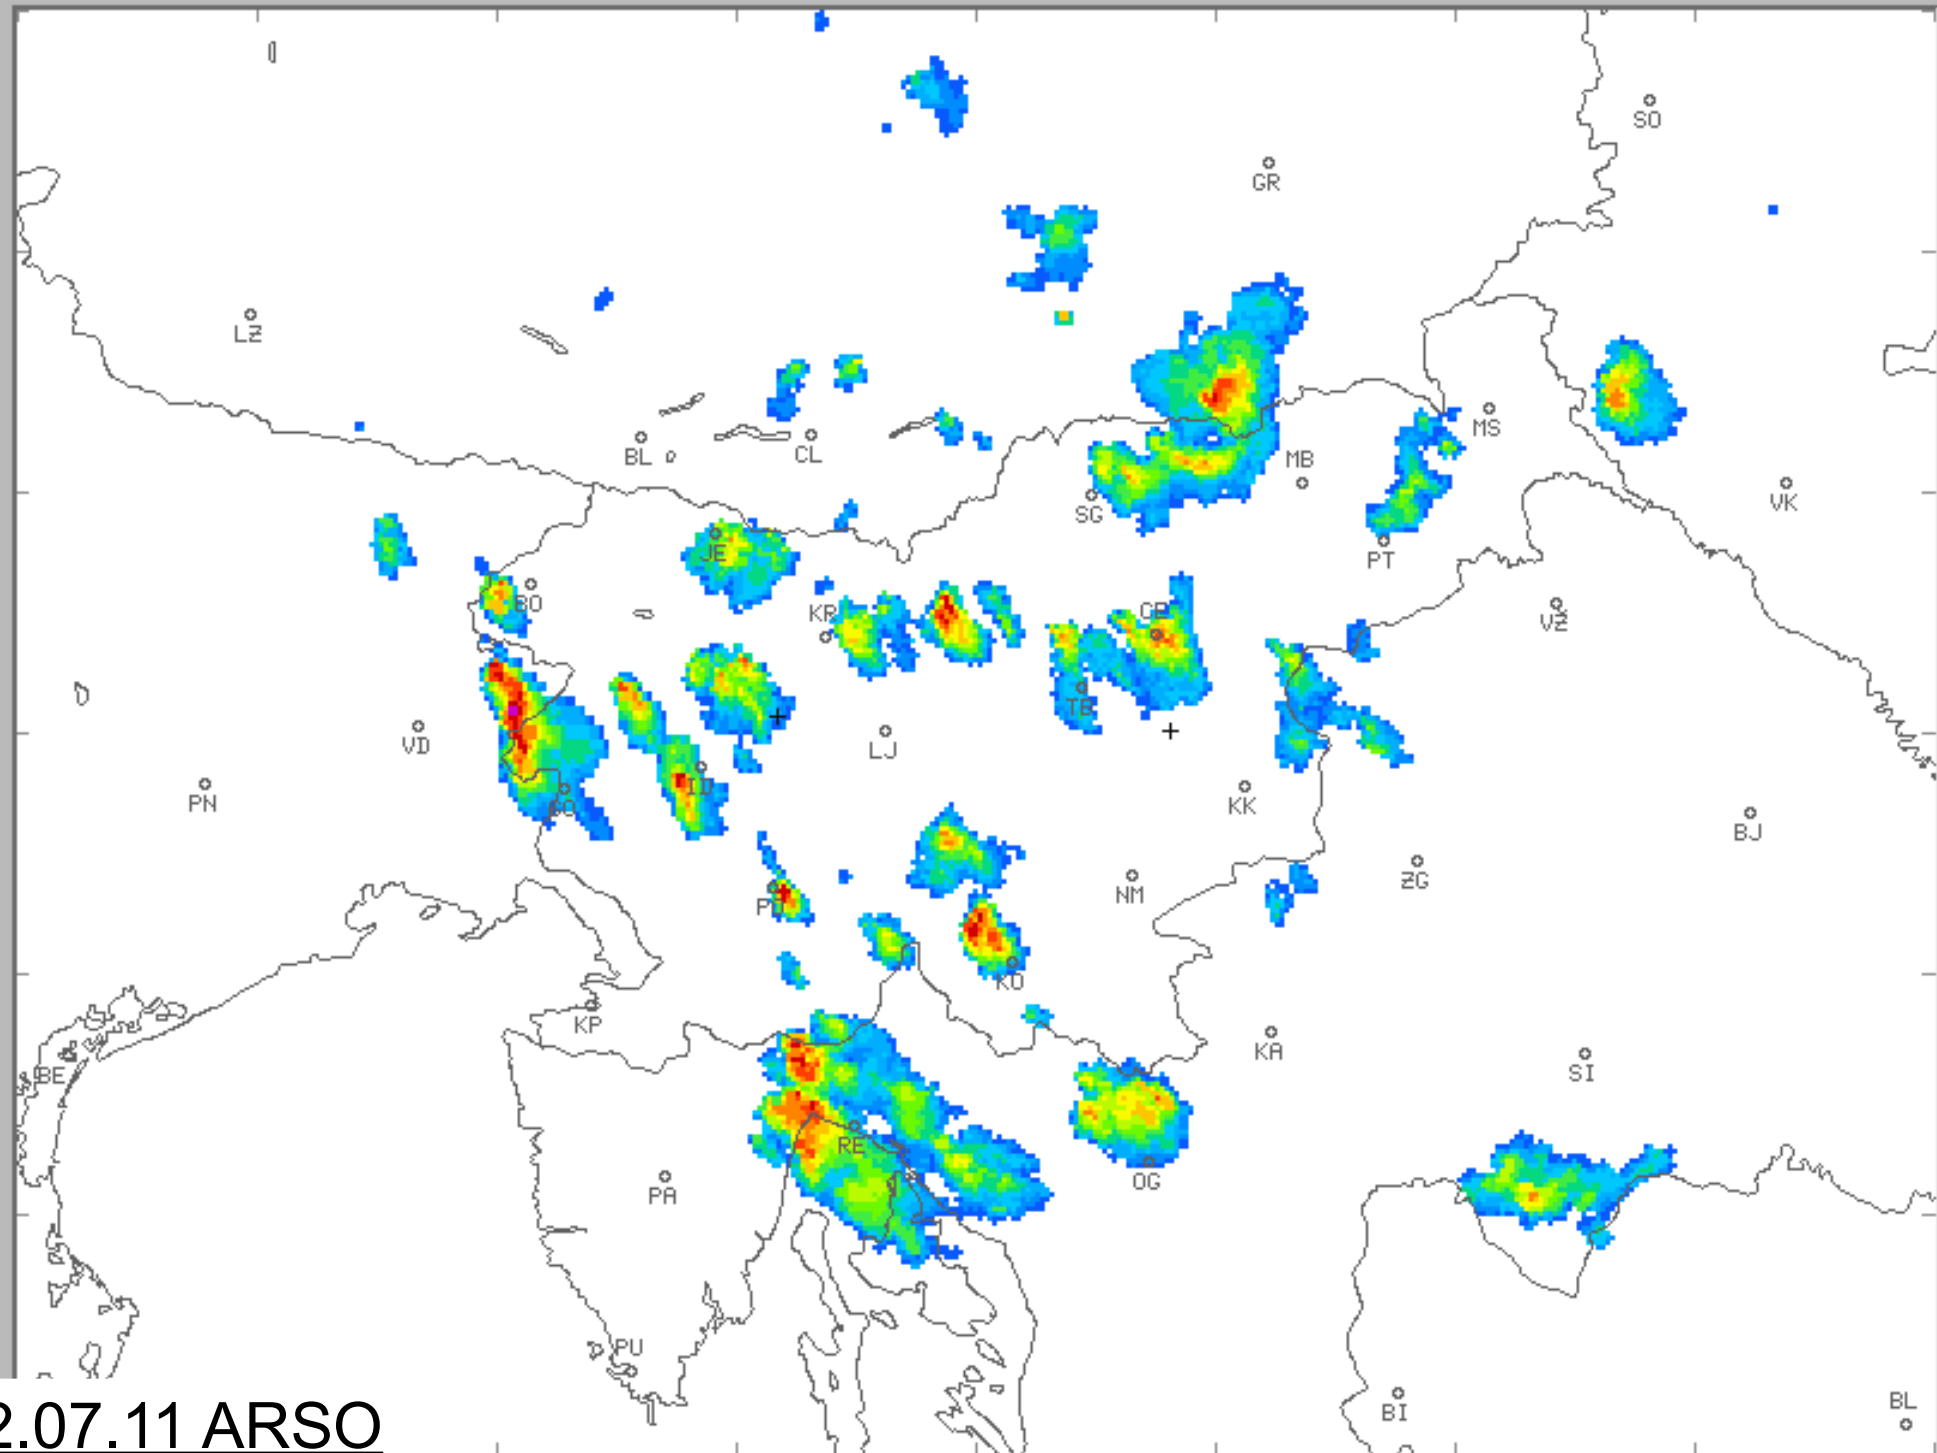 SO
GR
LZ
MS
BL
CL
MB
VK
SG
JE
PT
BO
KR
CE
VZ
TB
VD
LJ
ID
PN
KK
GO
BJ
ZG
NM
KO
KP
KA
BE
SI
RE
OG
PA
PU
BL
BI
2.07.11 ARSO